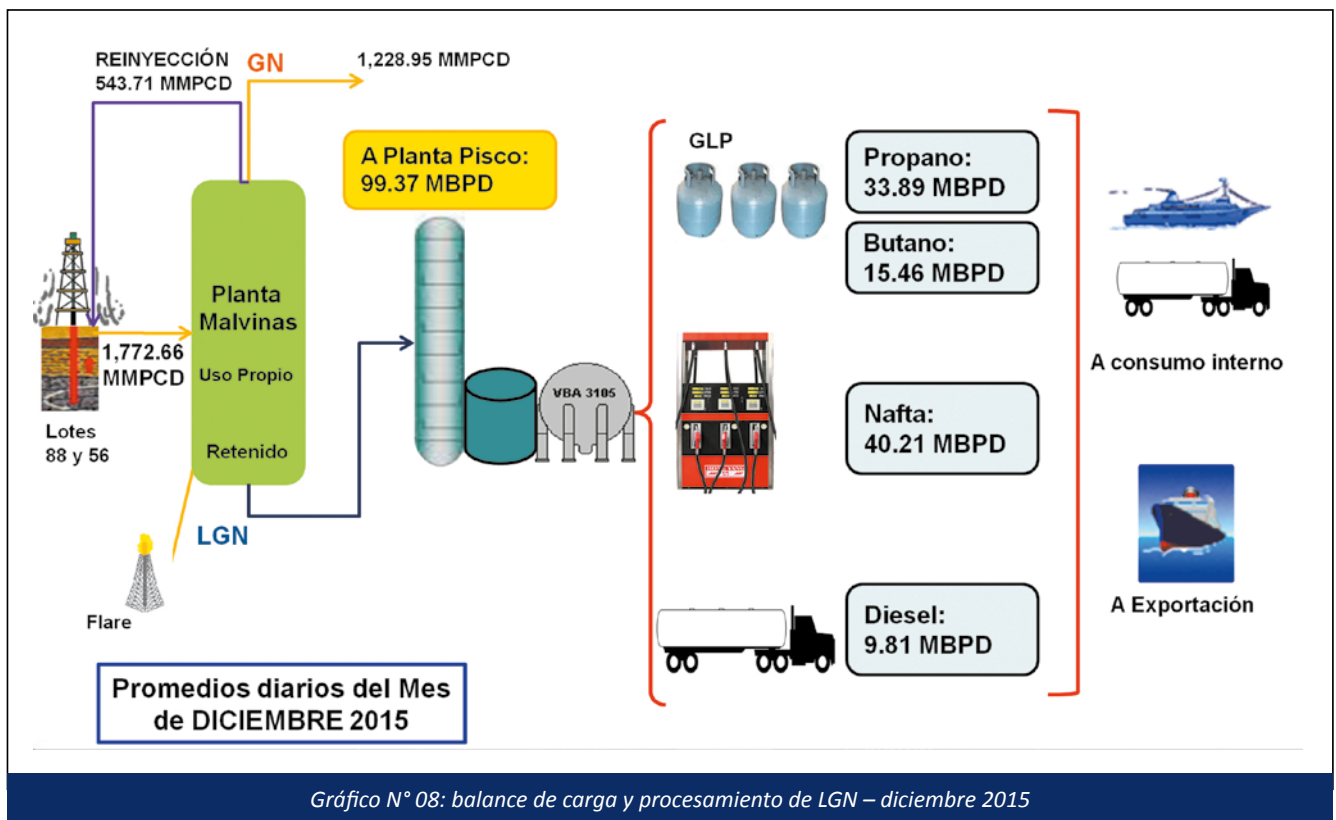 REINYECCIÓN
543.71 MMPCD
GN
1,228.95 MMPCD
A Planta Pisco:
99.37 MBPD
GLP
Propano:
33.89 MBPD
Butano:
15.46 MBPD
Planta
Malvinas
Uso Propio
Retenido
1,772.66
MMPCD
Lotes
88 y 56
LGN
Flare
VBA 3105
Nafta:
40.21 MBPD
Diesel:
9.81 MBPD
A consumo interno
A Exportación
Promedios diarios del Mes
de DICIEMBRE 2015
Gráfico N° 08: balance de carga y procesamiento de LGN – diciembre 2015